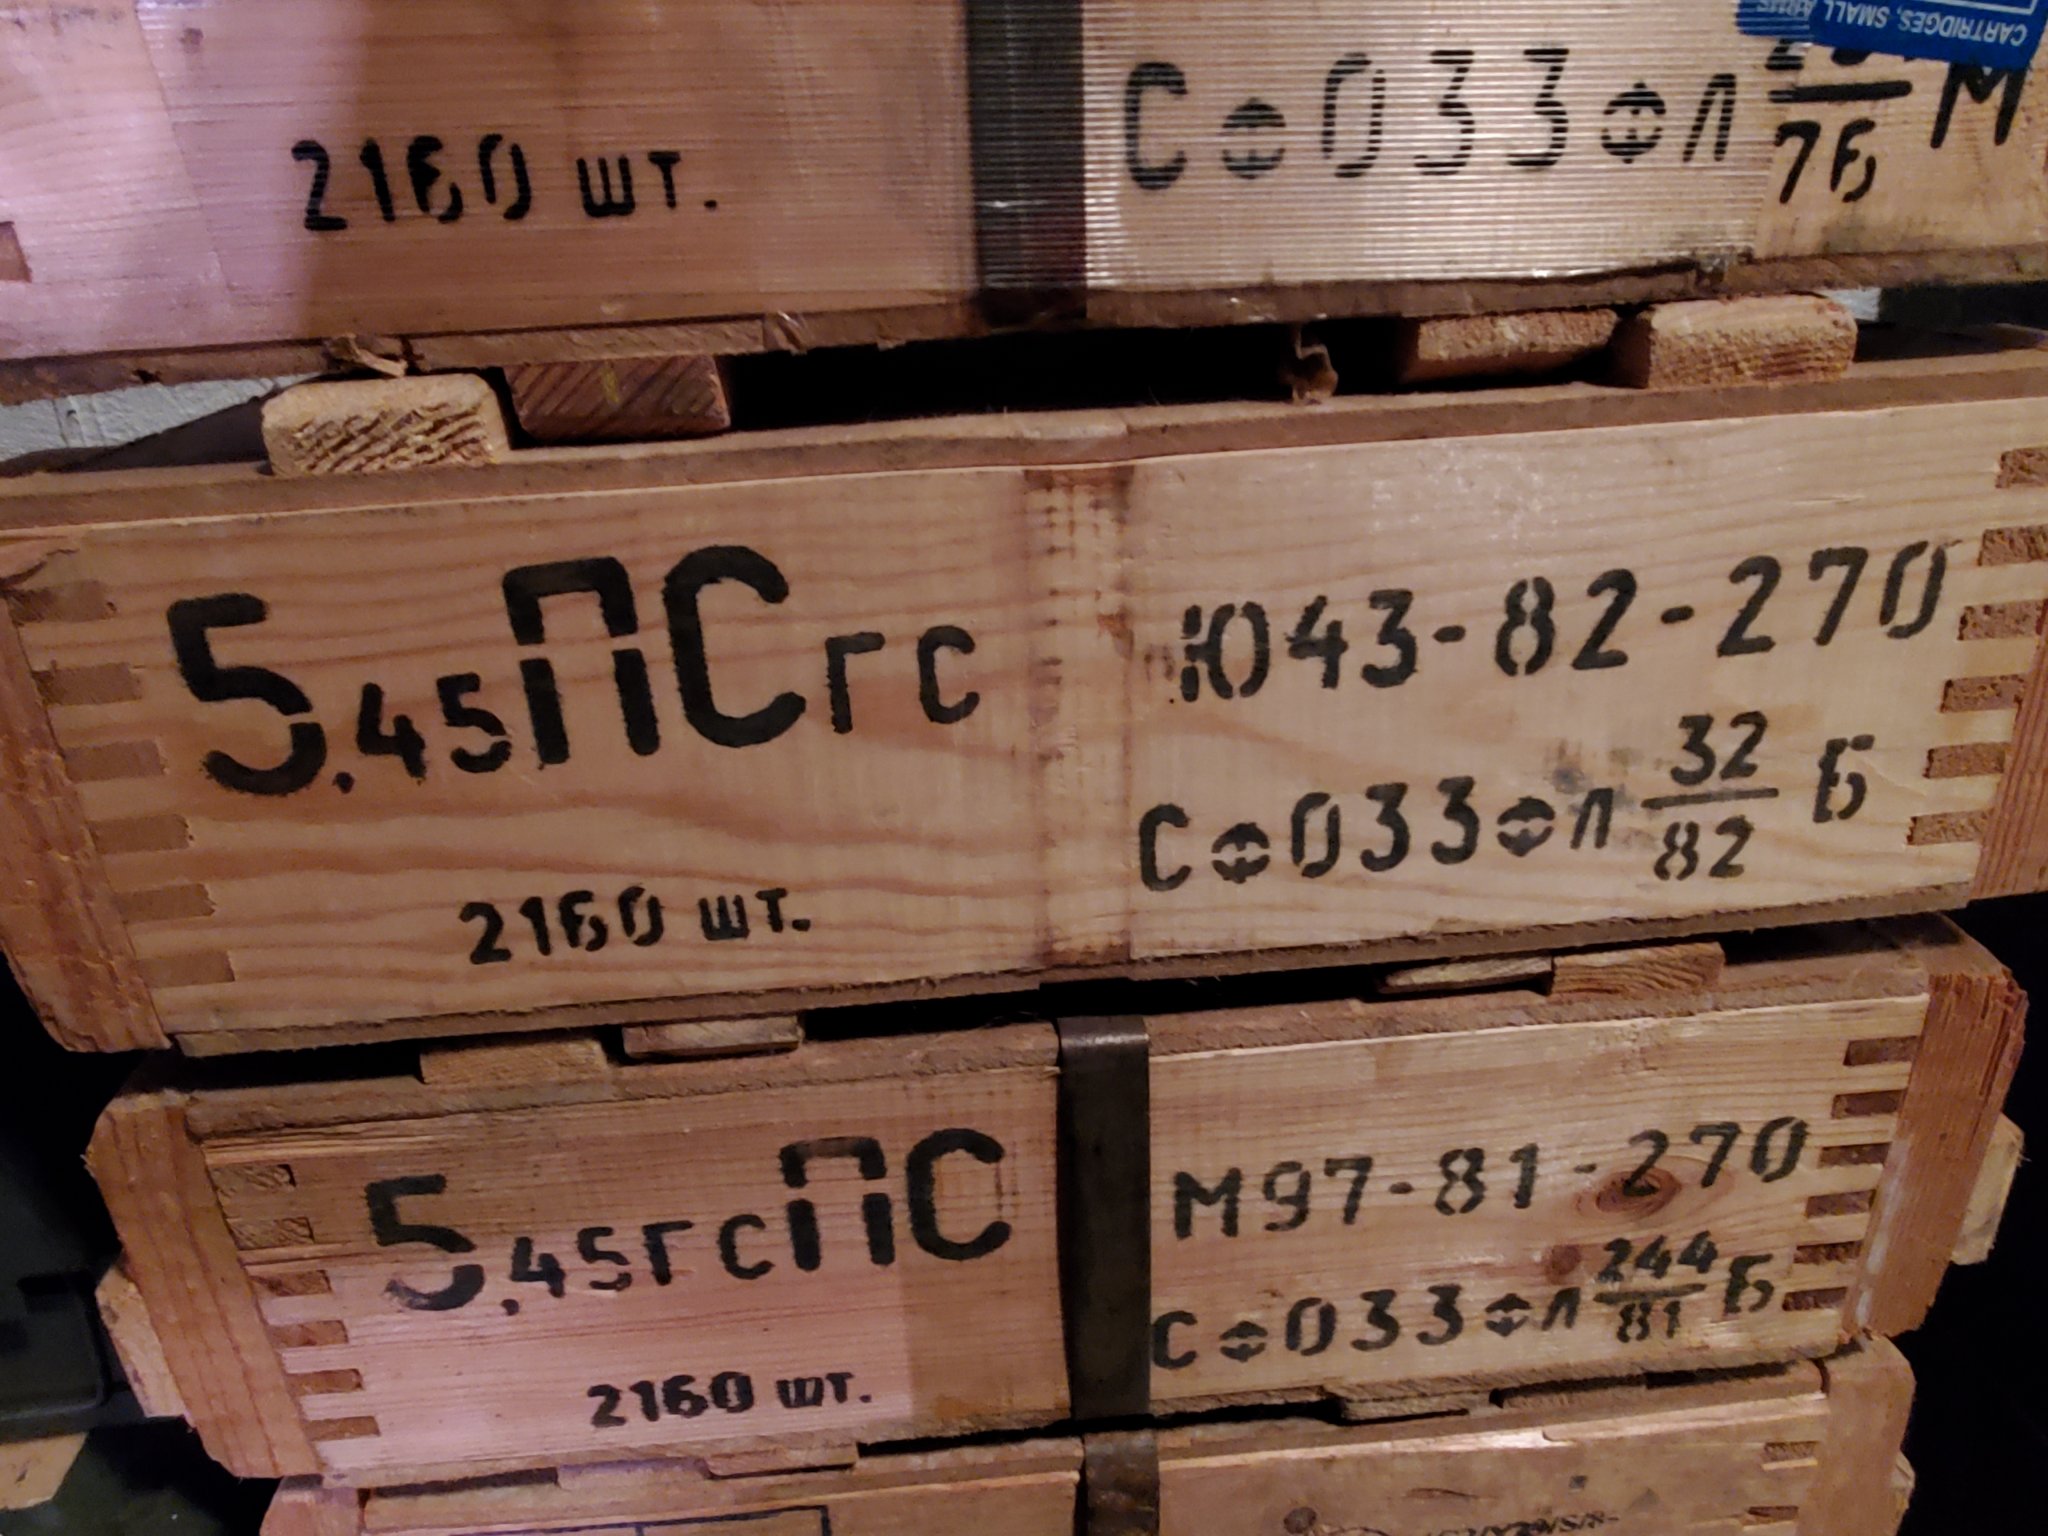 CARTRIDGES, SMALL ARMS
2160 шт.
С 033 Л /76 М
5,45ПСгс
Ю43-82-270
С 033 Л 32/82 Б
2160 шт.
5,45гсПС
М97-81-270
С 033 Л 244/81 Б
2160 шт.